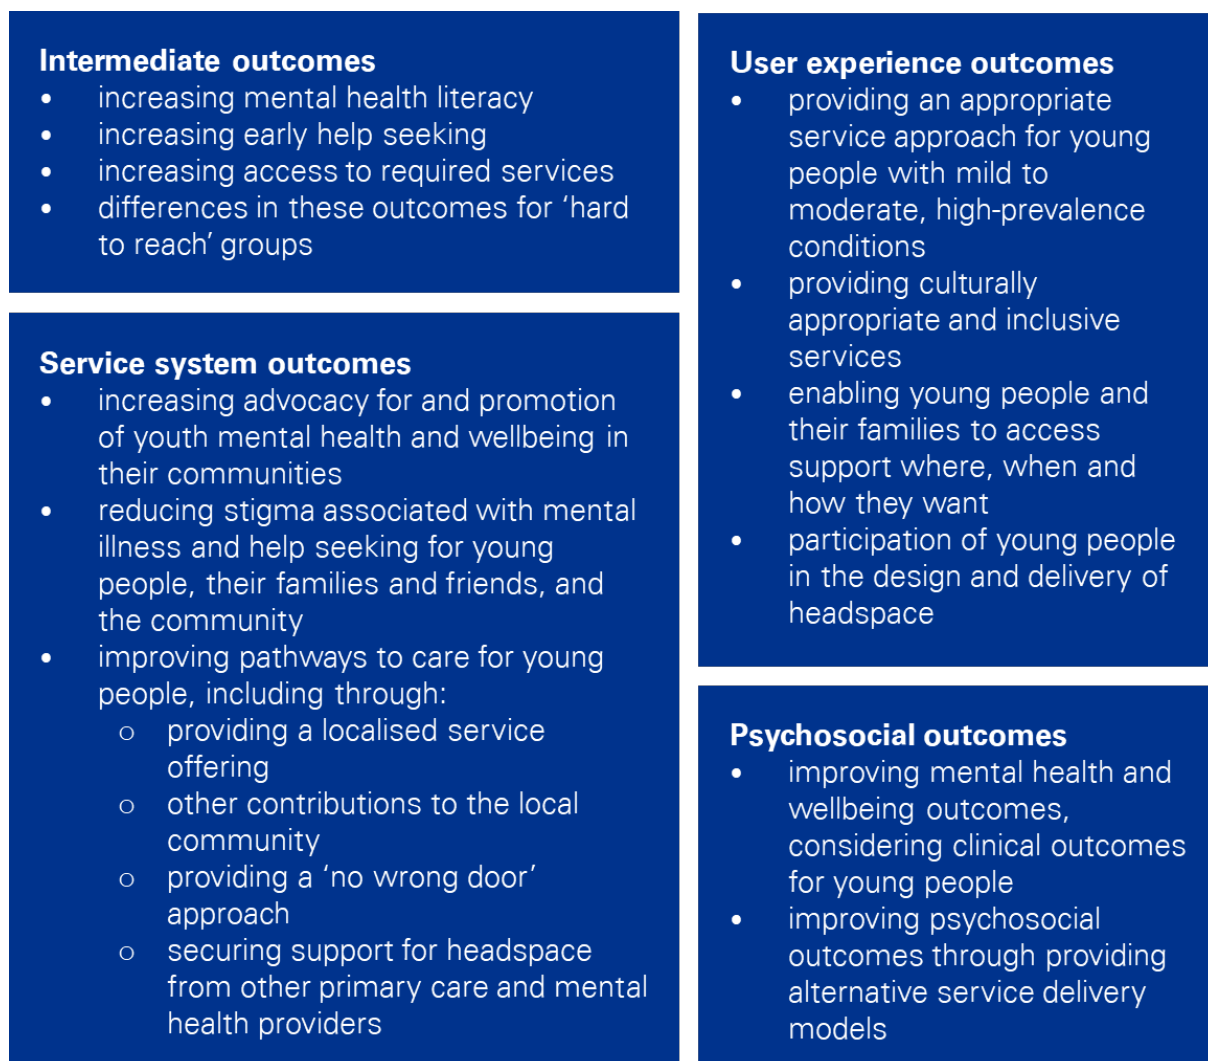 Intermediate outcomes
• increasing mental health literacy
• increasing early help seeking
• increasing access to required services
• differences in these outcomes for ‘hard
to reach’ groups
Service system outcomes
• increasing advocacy for and promotion
of youth mental health and wellbeing in
their communities
• reducing stigma associated with mental
illness and help seeking for young
people, their families and friends, and
the community
• improving pathways to care for young
people, including through:
o providing a localised service
offering
o other contributions to the local
community
o providing a ‘no wrong door’
approach
o securing support for headspace
from other primary care and mental
health providers
User experience outcomes
• providing an appropriate
service approach for young
people with mild to
moderate, high-prevalence
conditions
• providing culturally
appropriate and inclusive
services
• enabling young people and
their families to access
support where, when and
how they want
• participation of young people
in the design and delivery of
headspace
Psychosocial outcomes
• improving mental health and
wellbeing outcomes,
considering clinical outcomes
for young people
• improving psychosocial
outcomes through providing
alternative service delivery
models